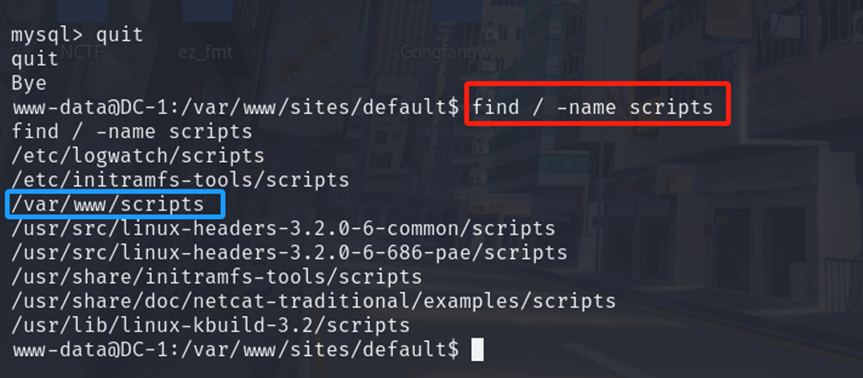 mysql> quit
NCTF ez_fmt Gongfangw
quit
Bye
www-data@DC-1:/var/www/sites/default$ find / -name scripts
find / -name scripts
/etc/logwatch/scripts
/etc/initramfs-tools/scripts
/var/www/scripts
/usr/src/linux-headers-3.2.0-6-common/scripts
/usr/src/linux-headers-3.2.0-6-686-pae/scripts
/usr/share/initramfs-tools/scripts
/usr/share/doc/netcat-traditional/examples/scripts
/usr/lib/linux-kbuild-3.2/scripts
www-data@DC-1:/var/www/sites/default$